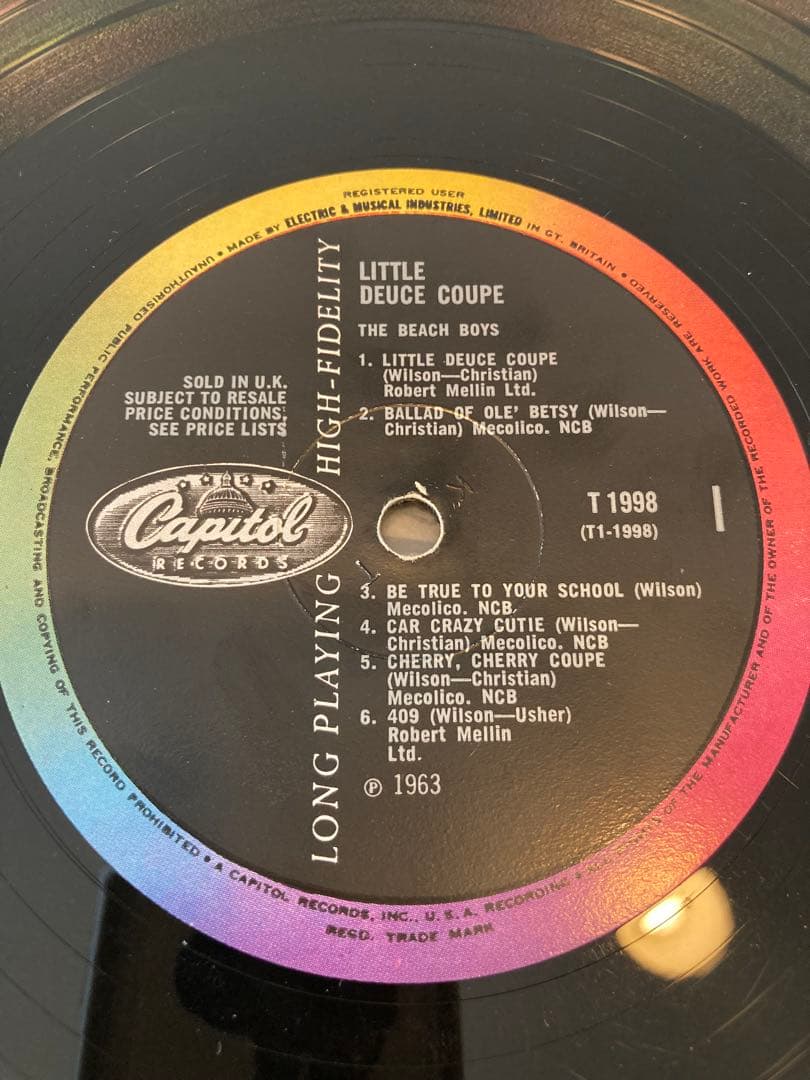 REGISTERED USER
UNAUTHORISED PUBLIC PERFORMANCE, BROADCASTING AND COPYING OF THIS RECORD PROHIBITED • A CAPITOL RECORDS, INC., U.S.A. RECORDING • ALL RIGHTS OF THE MANUFACTURER AND OF THE OWNER OF THE RECORDED WORK ARE RESERVED •
• MADE BY ELECTRIC & MUSICAL INDUSTRIES, LIMITED IN GT. BRITAIN •
REGD. TRADE MARK
LONG PLAYING HIGH-FIDELITY
LITTLE
DEUCE COUPE
THE BEACH BOYS
1. LITTLE DEUCE COUPE
(Wilson—Christian)
Robert Mellin Ltd.
2. BALLAD OF OLE' BETSY (Wilson—
Christian) Mecolico. NCB
SOLD IN U.K.
SUBJECT TO RESALE
PRICE CONDITIONS,
SEE PRICE LISTS
Capitol
RECORDS
T 1998
(T1-1998)
1
3. BE TRUE TO YOUR SCHOOL (Wilson)
Mecolico. NCB.
4. CAR CRAZY CUTIE (Wilson—
Christian) Mecolico. NCB
5. CHERRY, CHERRY COUPE
(Wilson—Christian)
Mecolico. NCB
6. 409 (Wilson—Usher)
Robert Mellin
Ltd.
℗ 1963